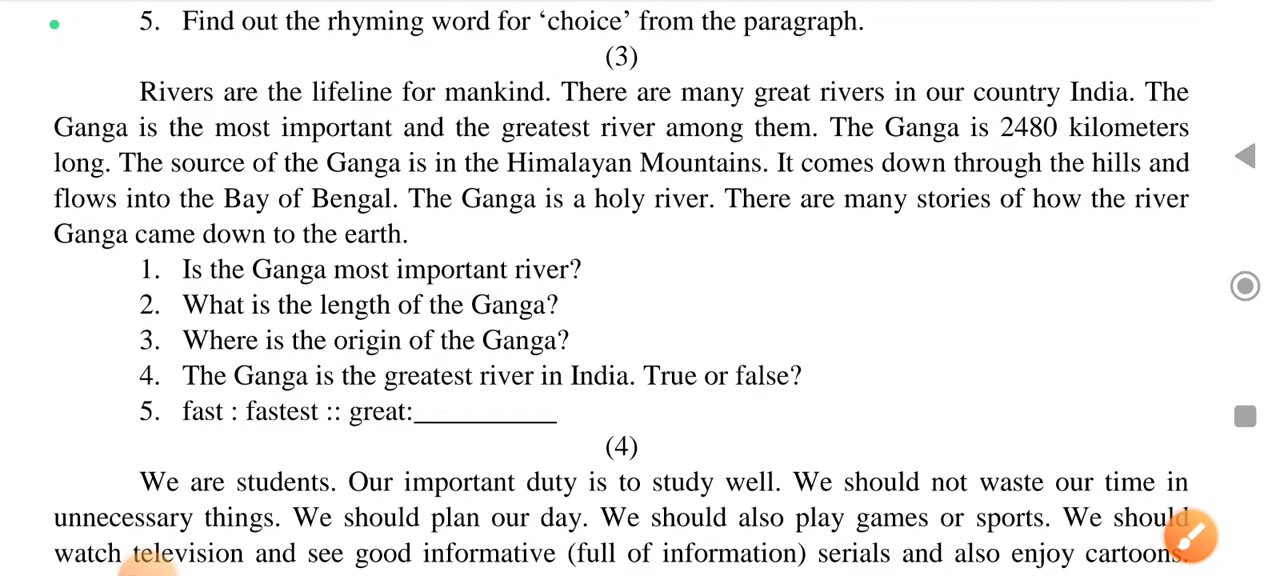 5. Find out the rhyming word for ‘choice’ from the paragraph.
(3)
Rivers are the lifeline for mankind. There are many great rivers in our country India. The
Ganga is the most important and the greatest river among them. The Ganga is 2480 kilometers
long. The source of the Ganga is in the Himalayan Mountains. It comes down through the hills and
flows into the Bay of Bengal. The Ganga is a holy river. There are many stories of how the river
Ganga came down to the earth.
1. Is the Ganga most important river?
2. What is the length of the Ganga?
3. Where is the origin of the Ganga?
4. The Ganga is the greatest river in India. True or false?
5. fast : fastest :: great:____________
(4)
We are students. Our important duty is to study well. We should not waste our time in
unnecessary things. We should plan our day. We should also play games or sports. We should
watch television and see good informative (full of information) serials and also enjoy cartoons.